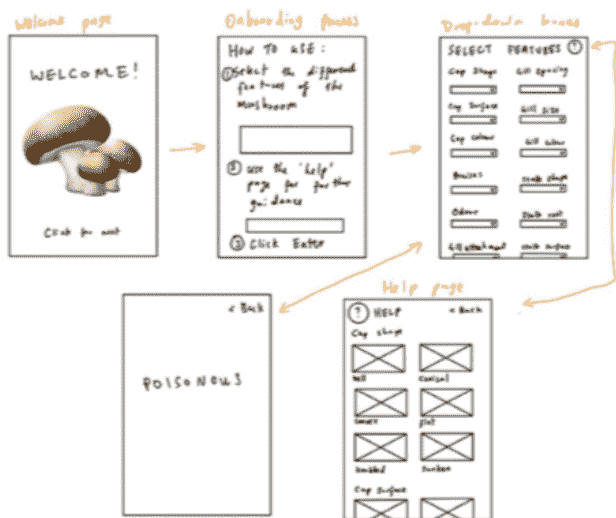 Welcome page
WELCOME!
Click for next
Onboarding process
HOW TO USE :
① Select the different
features of the
mushroom
② use the 'help'
page for further
guidance
③ Click Enter
Drop-down boxes
SELECT FEATURES ?
Cap Shape
Gill Spacing
Cap Surface
Gill Size
Cap colour
Gill colour
Bruises
Stalk shape
Odour
Stalk root
Gill attachment
Stalk surface
< Back
POISONOUS
Help page
? HELP
< Back
Cap shape
bell
conical
convex
flat
knobbed
sunken
Cap surface